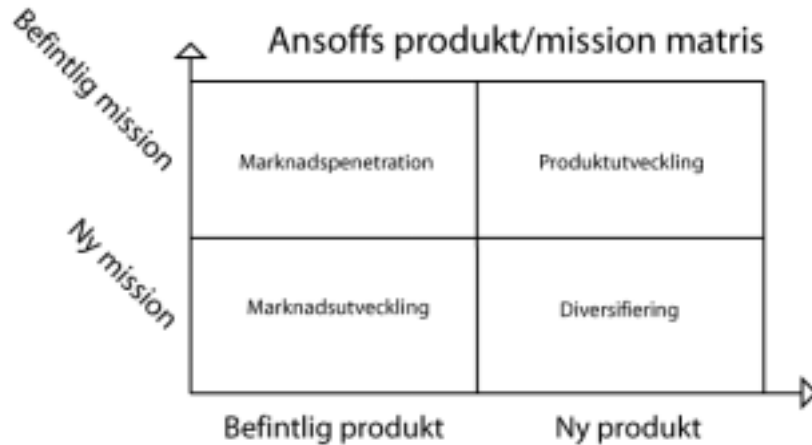 Ansoffs produkt/mission matris
Befintlig mission
Marknadspenetration
Produktutveckling
Ny mission
Marknadsutveckling
Diversifiering
Befintlig produkt
Ny produkt